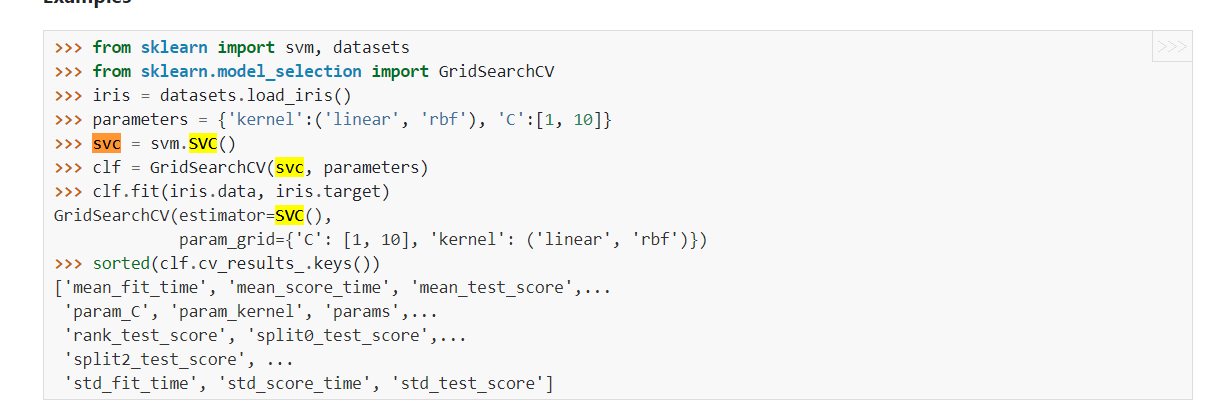 Examples
>>>
>>> from sklearn import svm, datasets
>>> from sklearn.model_selection import GridSearchCV
>>> iris = datasets.load_iris()
>>> parameters = {'kernel':('linear', 'rbf'), 'C':[1, 10]}
>>> svc = svm.SVC()
>>> clf = GridSearchCV(svc, parameters)
>>> clf.fit(iris.data, iris.target)
GridSearchCV(estimator=SVC(),
             param_grid={'C': [1, 10], 'kernel': ('linear', 'rbf')})
>>> sorted(clf.cv_results_.keys())
['mean_fit_time', 'mean_score_time', 'mean_test_score',...
 'param_C', 'param_kernel', 'params',...
 'rank_test_score', 'split0_test_score',...
 'split2_test_score', ...
 'std_fit_time', 'std_score_time', 'std_test_score']